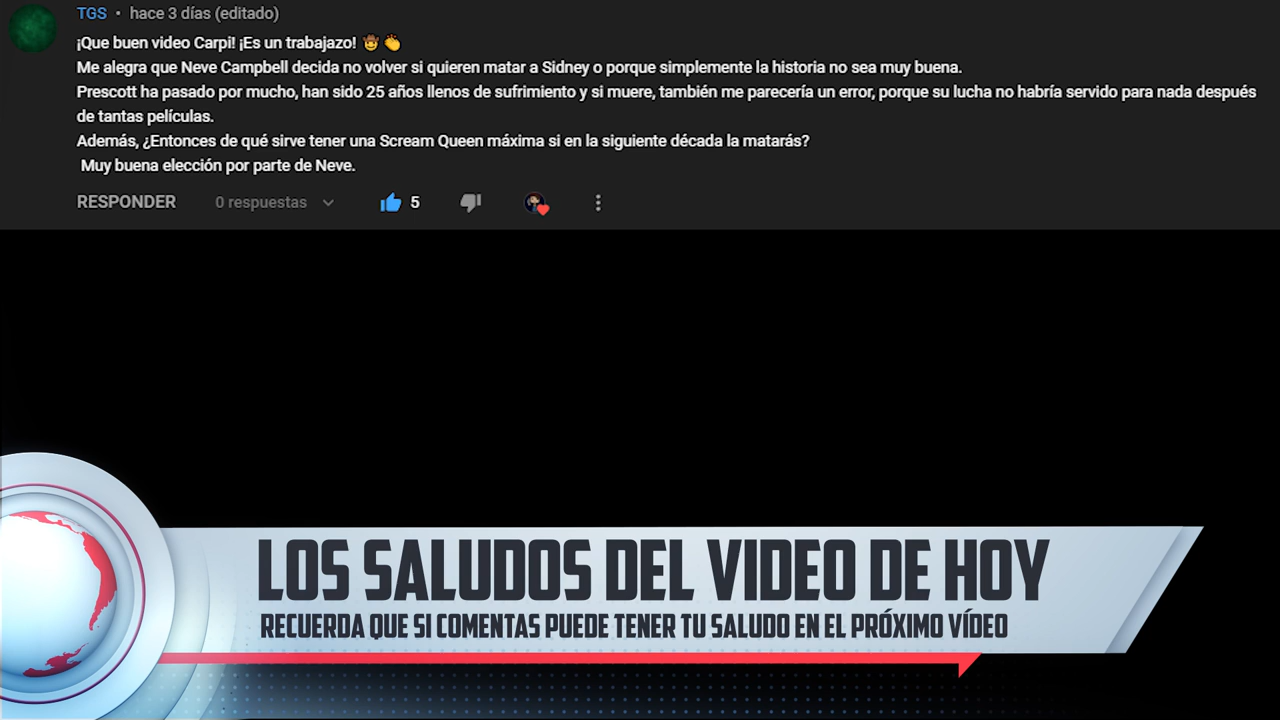 TGS • hace 3 días (editado)
¡Que buen video Carpi! ¡Es un trabajazo! 🤠 👏
Me alegra que Neve Campbell decida no volver si quieren matar a Sidney o porque simplemente la historia no sea muy buena.
Prescott ha pasado por mucho, han sido 25 años llenos de sufrimiento y si muere, también me parecería un error, porque su lucha no habría servido para nada después
de tantas películas.
Además, ¿Entonces de qué sirve tener una Scream Queen máxima si en la siguiente década la matarás?
Muy buena elección por parte de Neve.
RESPONDER 0 respuestas 5
LOS SALUDOS DEL VIDEO DE HOY
RECUERDA QUE SI COMENTAS PUEDE TENER TU SALUDO EN EL PRÓXIMO VÍDEO